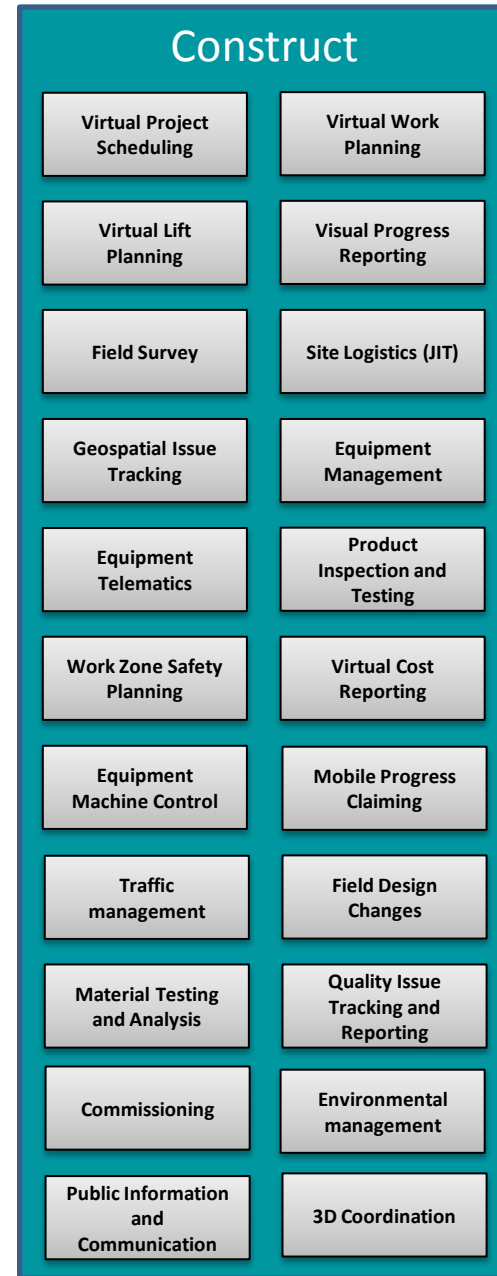 Construct
Virtual Project
Scheduling
Virtual Work
Planning
Virtual Lift
Planning
Visual Progress
Reporting
Field Survey
Site Logistics (JIT)
Geospatial Issue
Tracking
Equipment
Management
Equipment
Telematics
Product
Inspection and
Testing
Work Zone Safety
Planning
Virtual Cost
Reporting
Equipment
Machine Control
Mobile Progress
Claiming
Traffic
management
Field Design
Changes
Material Testing
and Analysis
Quality Issue
Tracking and
Reporting
Commissioning
Environmental
management
Public Information
and
Communication
3D Coordination